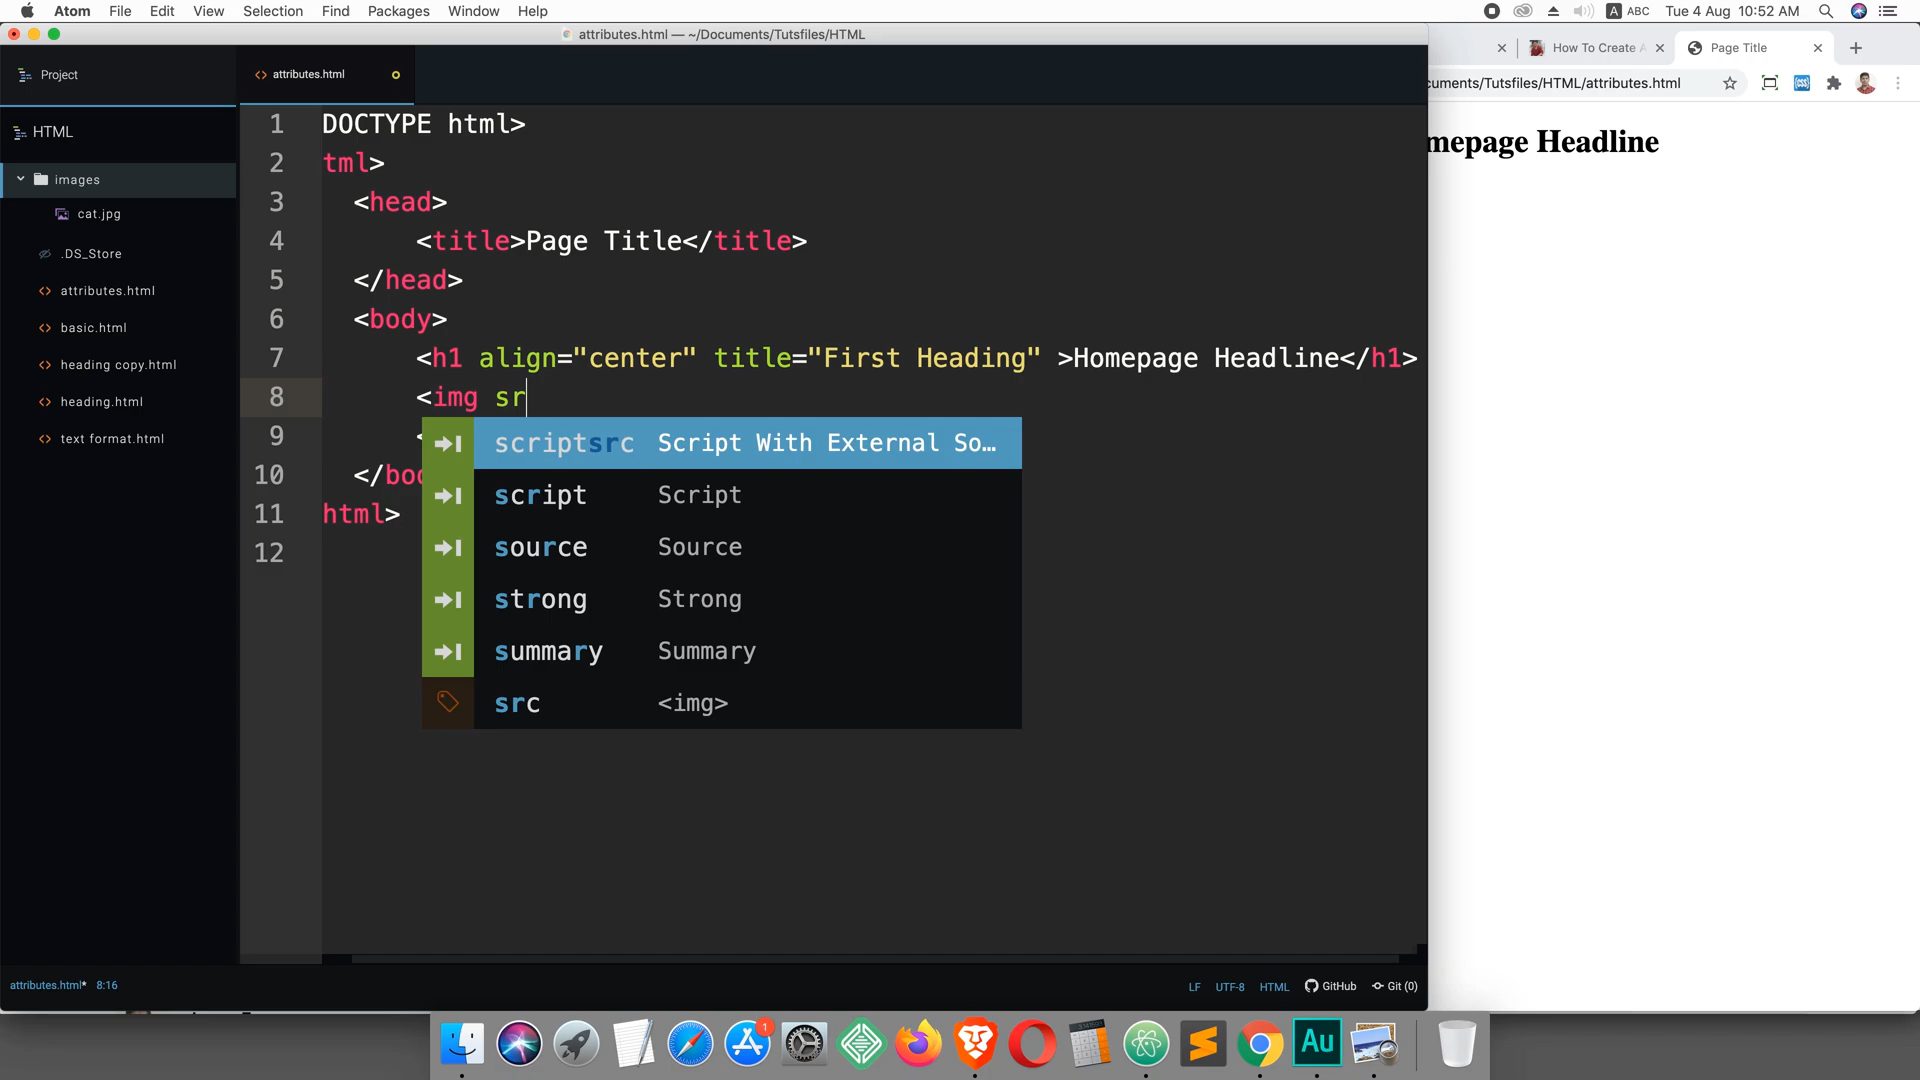 Atom File Edit View Selection Find Packages Window Help
A ABC Tue 4 Aug 10:52 AM
attributes.html — ~/Documents/Tutsfiles/HTML
How To Create A
Page Title
cuments/Tutsfiles/HTML/attributes.html
Project
attributes.html
HTML
images
cat.jpg
.DS_Store
attributes.html
basic.html
heading copy.html
heading.html
text format.html
1 DOCTYPE html>
2 tml>
3 <head>
4 <title>Page Title</title>
5 </head>
6 <body>
7 <h1 align="center" title="First Heading" >Homepage Headline</h1>
8 <img sr
9 <
10 </bod
11 html>
12
scriptsrc Script With External So…
script Script
source Source
strong Strong
summary Summary
src <img>
mepage Headline
attributes.html* 8:16
LF UTF-8 HTML GitHub Git (0)
1
Au